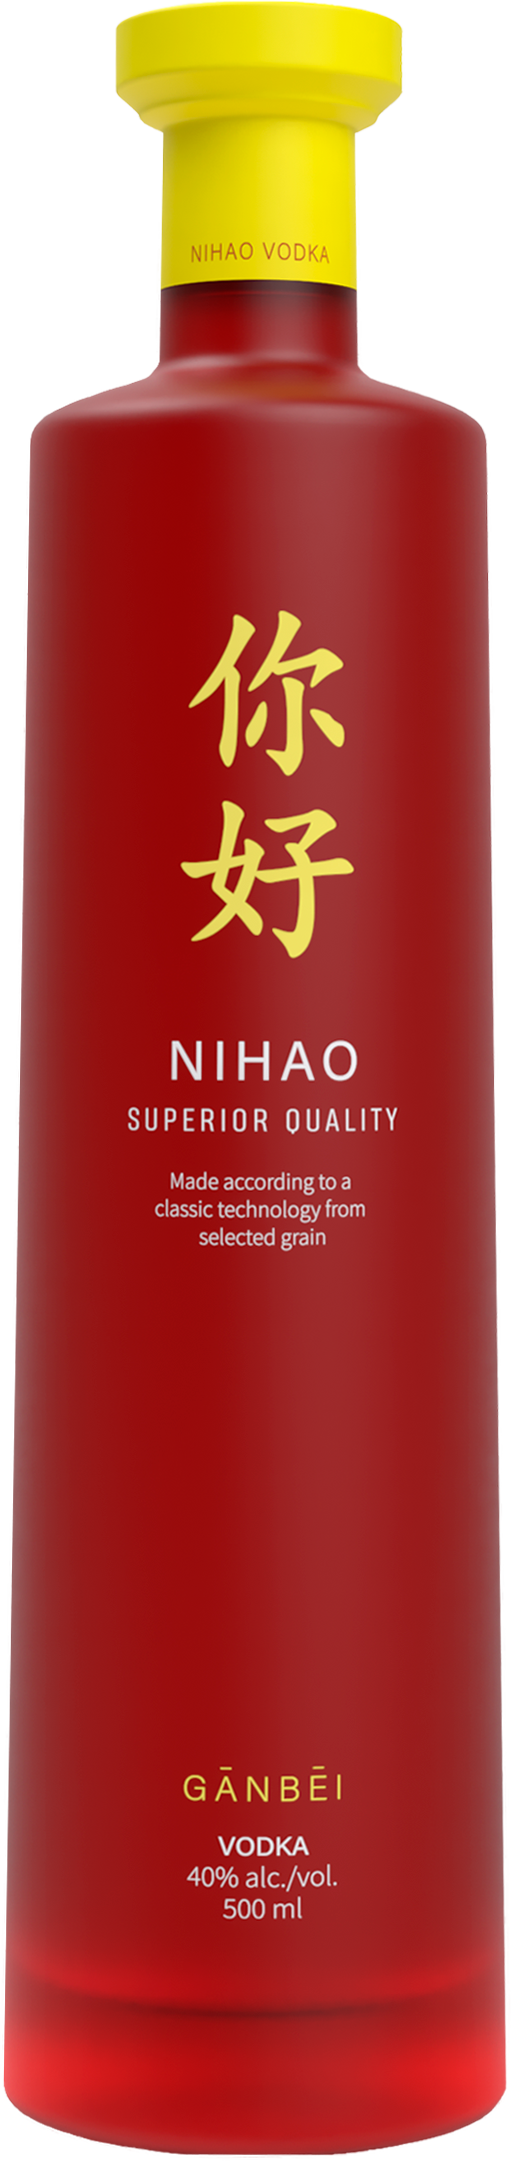 NIHAO VODKA
你
好
NIHAO
SUPERIOR QUALITY
Made according to a
classic technology from
selected grain
GĀNBĒI
VODKA
40% alc./vol.
500 ml